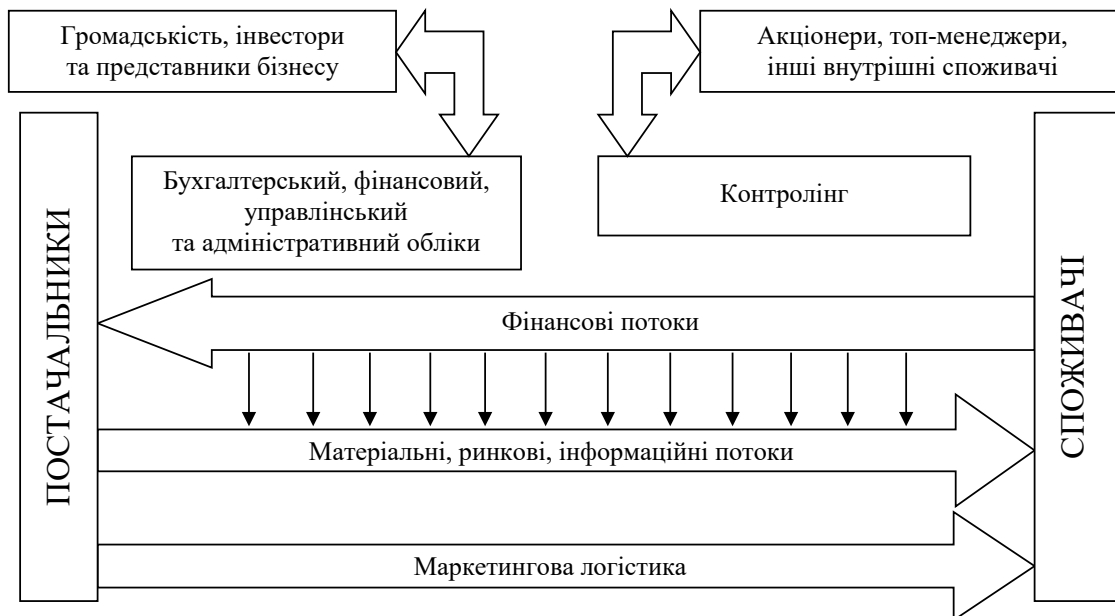 Громадськість, інвестори
та представники бізнесу
Акціонери, топ-менеджери,
інші внутрішні споживачі
Бухгалтерський, фінансовий,
управлінський
та адміністративний обліки
Контролінг
ПОСТАЧАЛЬНИКИ
СПОЖИВАЧІ
Фінансові потоки
Матеріальні, ринкові, інформаційні потоки
Маркетингова логістика